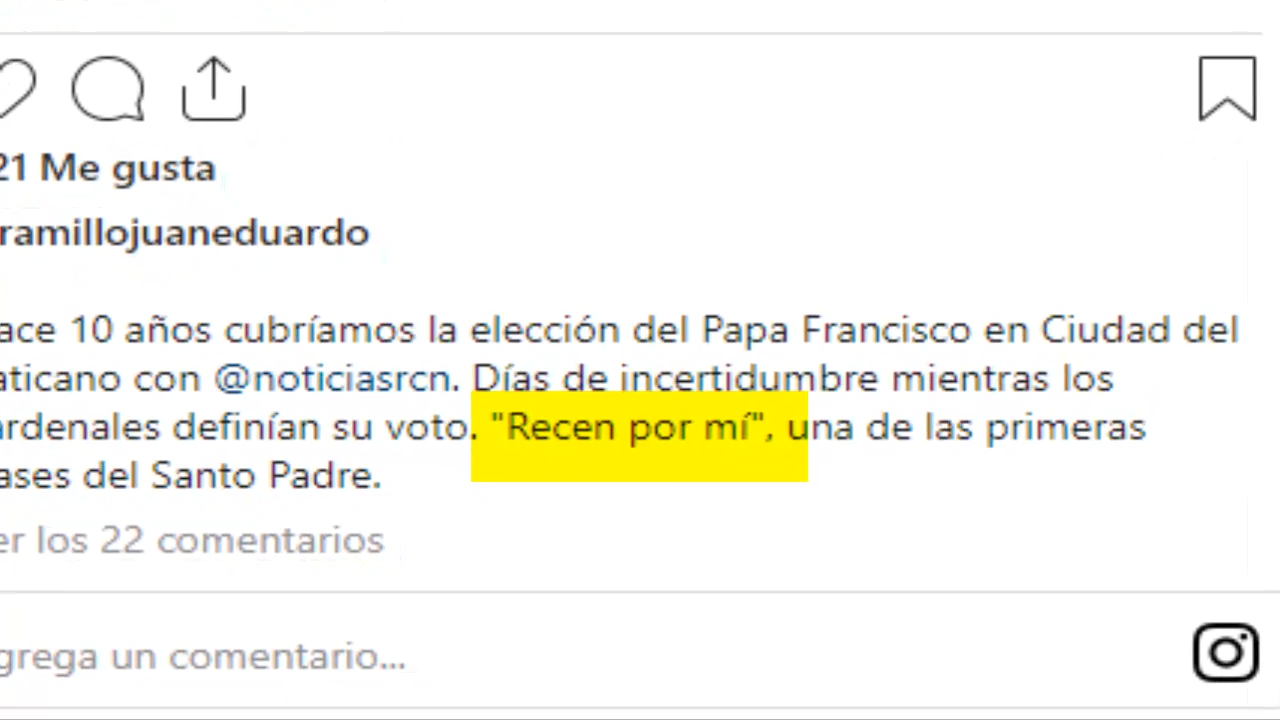 21 Me gusta
ramillojuaneduardo
ace 10 años cubríamos la elección del Papa Francisco en Ciudad del
aticano con @noticiasrcn. Días de incertidumbre mientras los
ardenales definían su voto. "Recen por mí", una de las primeras
ases del Santo Padre.
er los 22 comentarios
grega un comentario...